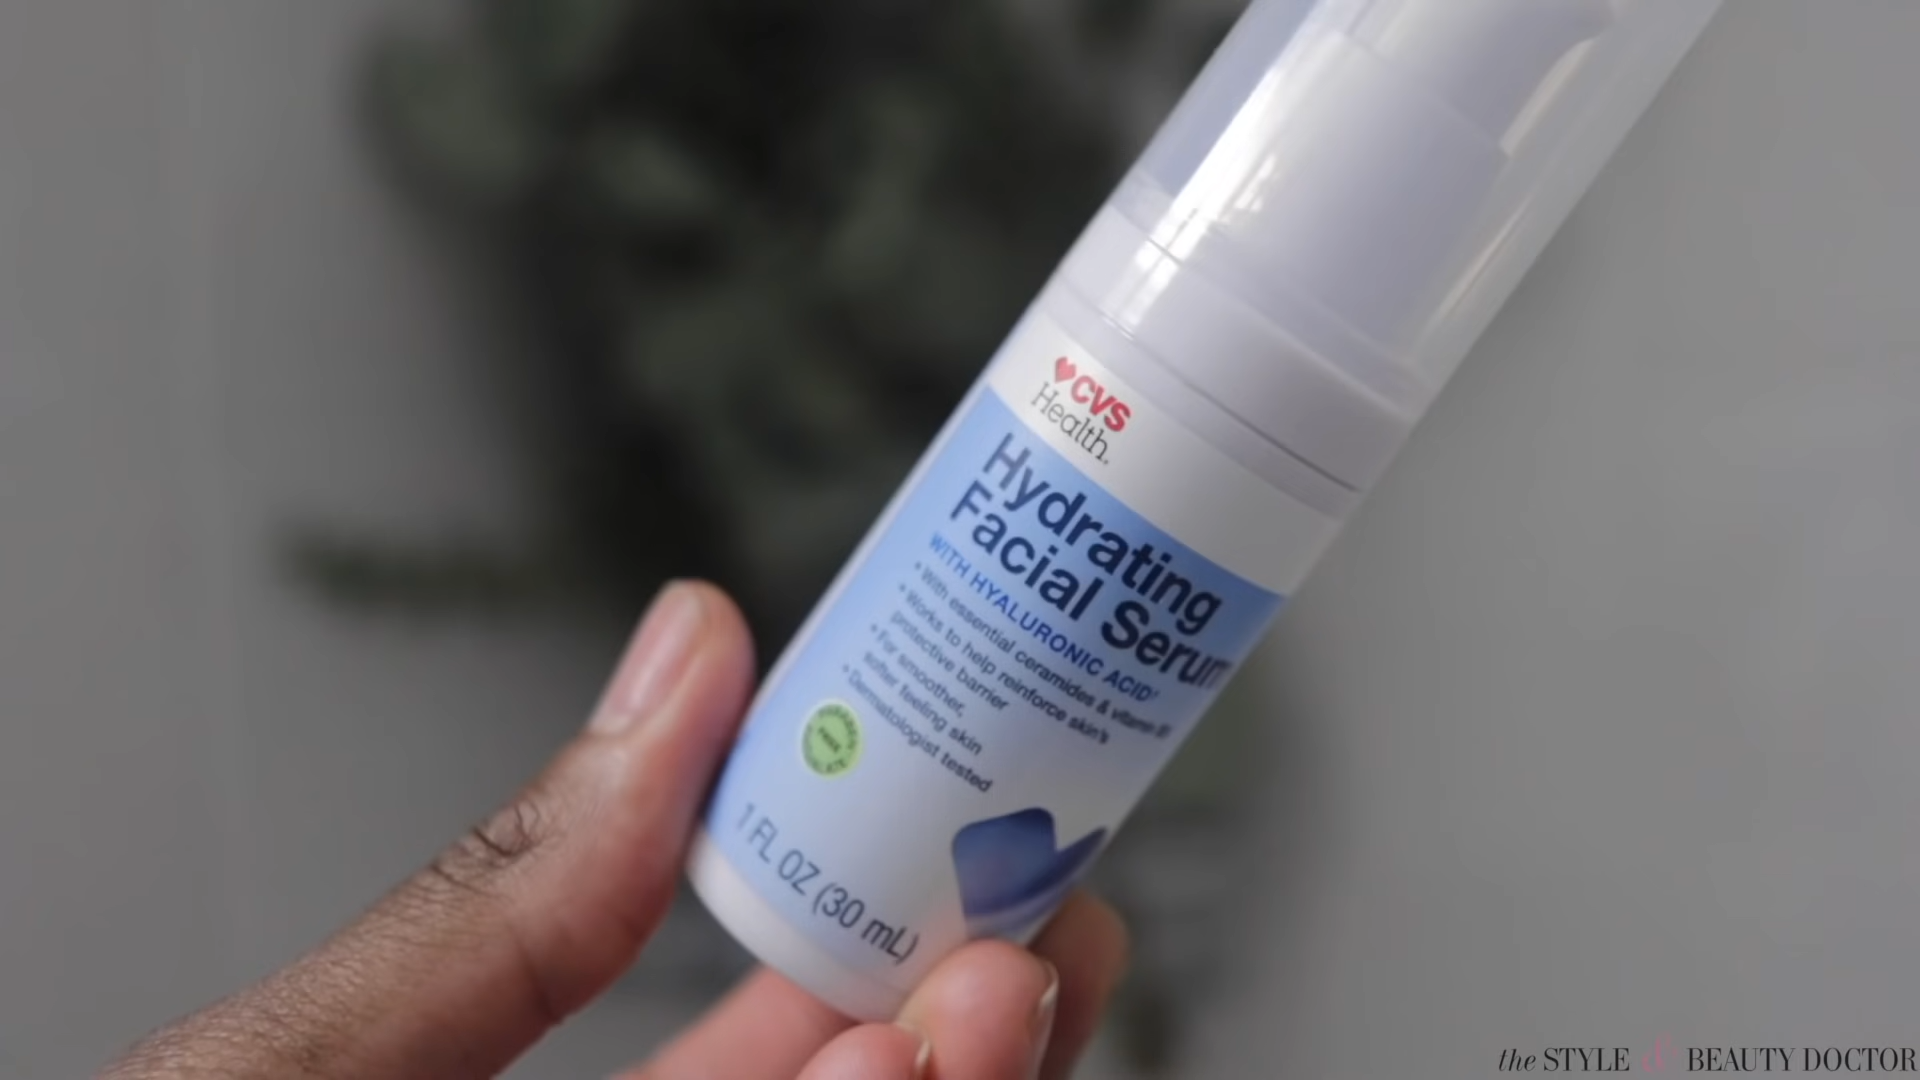 CVS
Health.
Hydrating
Facial Serum
WITH HYALURONIC ACID
• With essential ceramides & vitamin
• Works to help reinforce skin's
protective barrier
• For smoother,
softer feeling skin
• Dermatologist tested
FREE
1 FL OZ (30 mL)
the STYLE & BEAUTY DOCTOR